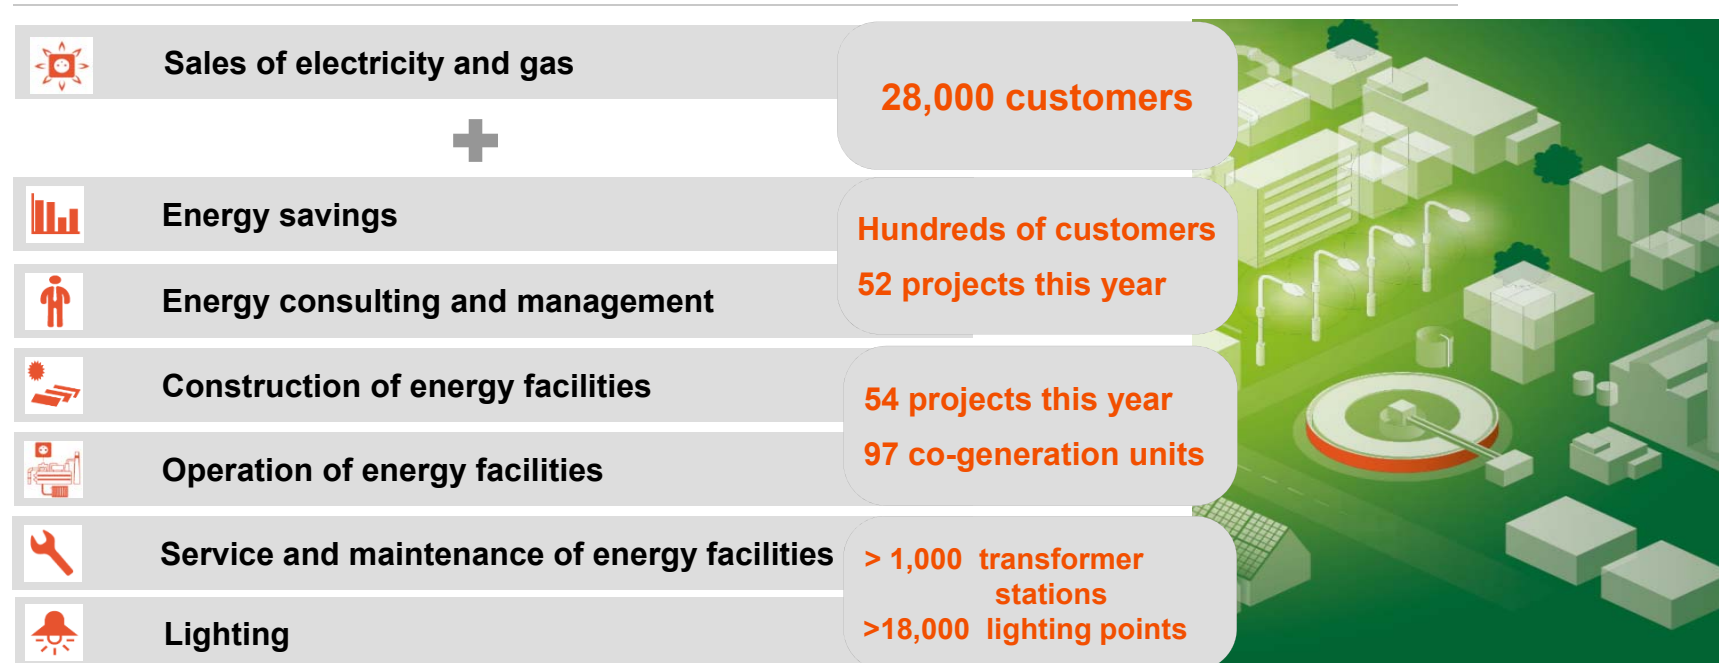 Sales of electricity and gas
28,000 customers
Energy savings
Hundreds of customers
Energy consulting and management
52 projects this year
Construction of energy facilities
54 projects this year
Operation of energy facilities
97 co-generation units
Service and maintenance of energy facilities
> 1,000 transformer
stations
Lighting
>18,000 lighting points